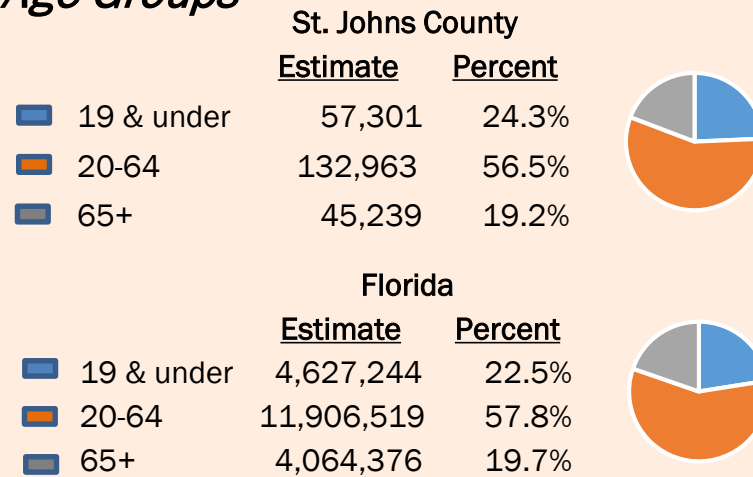 Age Groups
St. Johns County
Estimate Percent
19 & under 57,301 24.3%
20-64 132,963 56.5%
65+ 45,239 19.2%
Florida
Estimate Percent
19 & under 4,627,244 22.5%
20-64 11,906,519 57.8%
65+ 4,064,376 19.7%